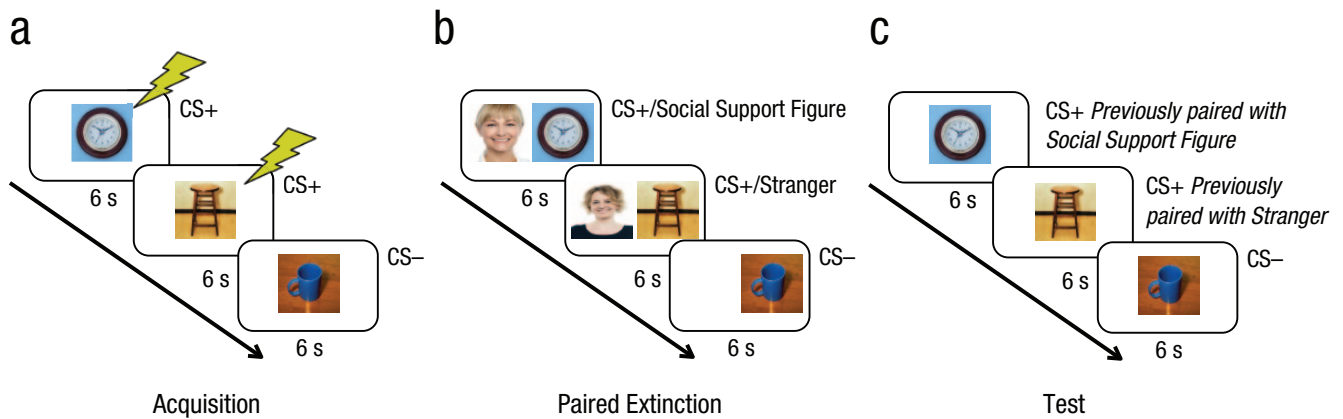 a
CS+
CS+
6 s
CS–
6 s
6 s
Acquisition
b
CS+/Social Support Figure
CS+/Stranger
6 s
CS–
6 s
6 s
Paired Extinction
c
CS+ Previously paired with
Social Support Figure
6 s
CS+ Previously
paired with Stranger
6 s
CS–
6 s
Test